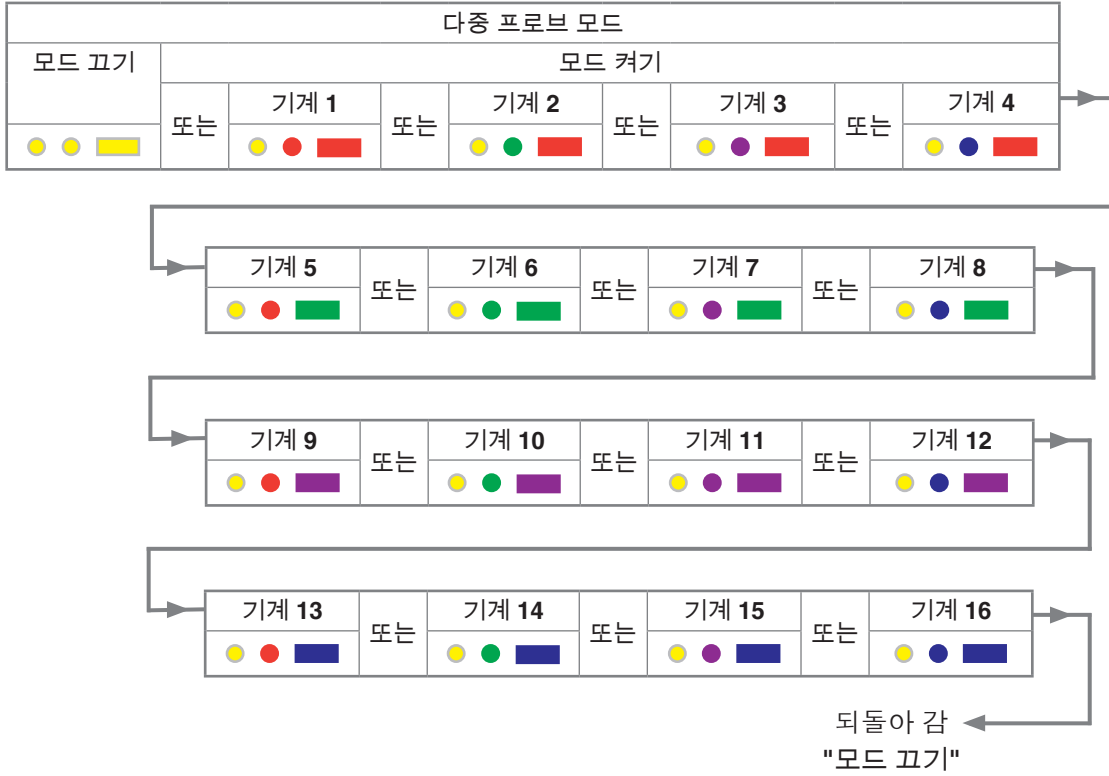 다중 프로브 모드
모드 끄기 모드 켜기
또는 기계 1 또는 기계 2 또는 기계 3 또는 기계 4
기계 5 또는 기계 6 또는 기계 7 또는 기계 8
기계 9 또는 기계 10 또는 기계 11 또는 기계 12
기계 13 또는 기계 14 또는 기계 15 또는 기계 16
되돌아 감
"모드 끄기"